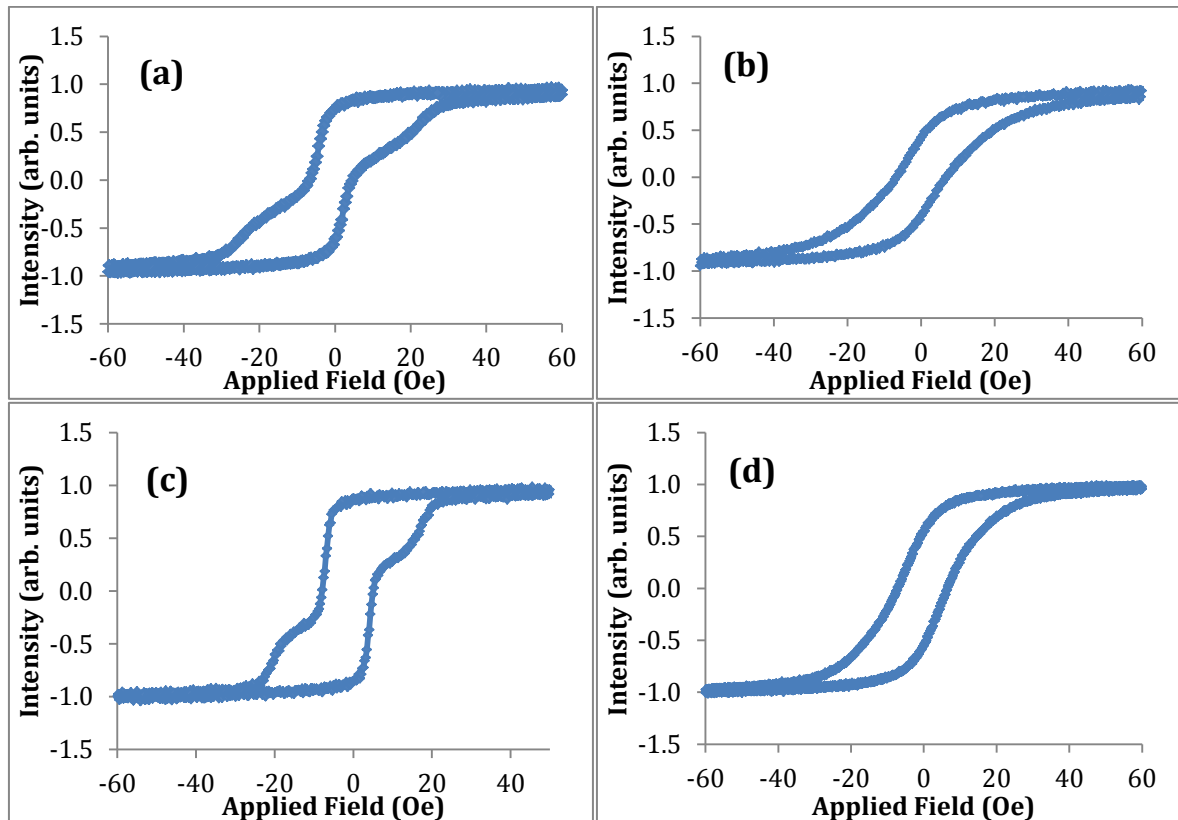 (a)
Intensity (arb. units)
1.5
1.0
0.5
0.0
-0.5
-1.0
-1.5
-60 -40 -20 0 20 40 60
Applied Field (Oe)
(b)
Intensity (arb. units)
1.5
1.0
0.5
0.0
-0.5
-1.0
-1.5
-60 -40 -20 0 20 40 60
Applied Field (Oe)
(c)
Intensity (arb. units)
1.5
1.0
0.5
0.0
-0.5
-1.0
-1.5
-60 -40 -20 0 20 40
Applied Field (Oe)
(d)
Intensity (arb. units)
1.5
1.0
0.5
0.0
-0.5
-1.0
-1.5
-60 -40 -20 0 20 40 60
Applied Field (Oe)